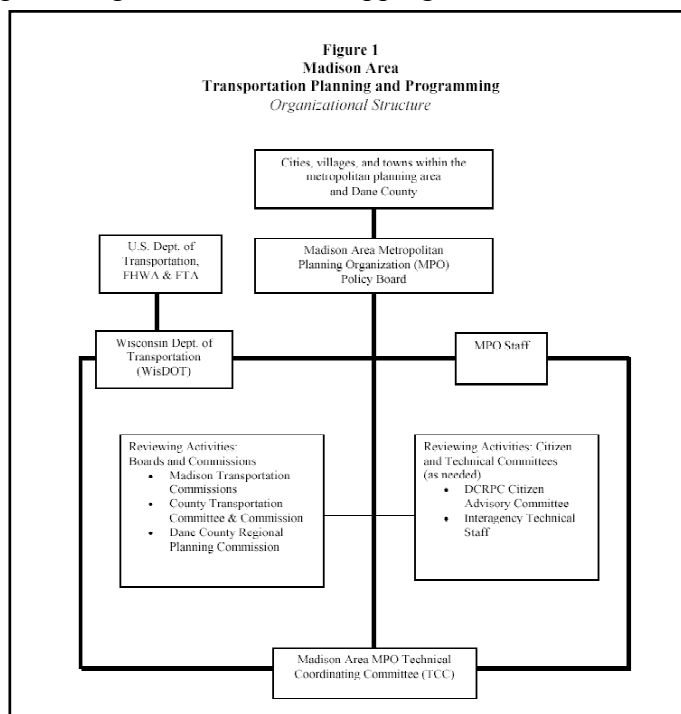 Figure 1
Madison Area
Transportation Planning and Programming
Organizational Structure
Cities, villages, and towns within the
metropolitan planning area
and Dane County
U.S. Dept. of
Transportation,
FHWA & FTA
Madison Area Metropolitan
Planning Organization (MPO)
Policy Board
Wisconsin Dept. of
Transportation
(WisDOT)
MPO Staff
Reviewing Activities:
Boards and Commissions
• Madison Transportation
Commissions
• County Transportation
Committee & Commission
• Dane County Regional
Planning Commission
Reviewing Activities: Citizen
and Technical Committees
(as needed)
• DCRPC Citizen
Advisory Committee
• Interagency Technical
Staff
Madison Area MPO Technical
Coordinating Committee (TCC)